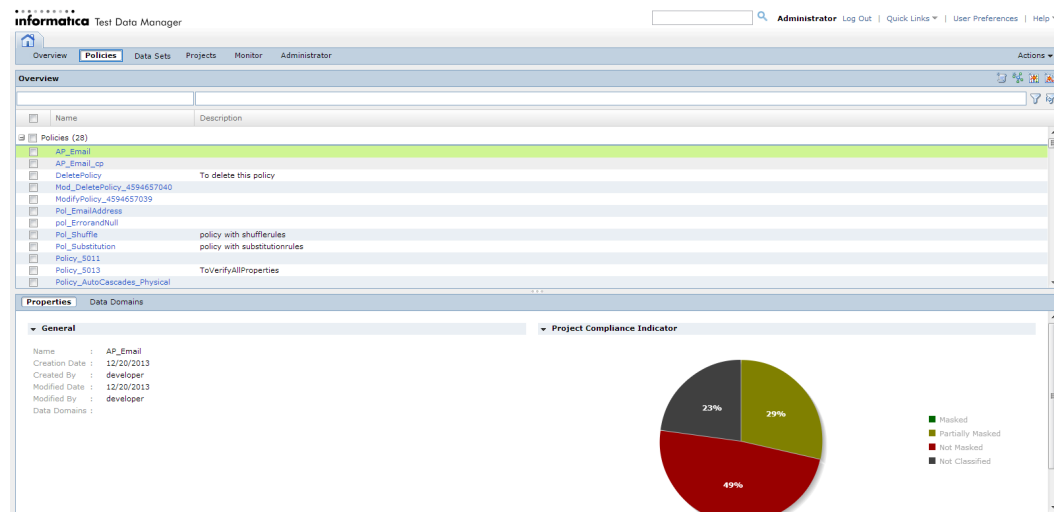 informatica Test Data Manager
Administrator Log Out | Quick Links | User Preferences | Help
Overview Policies Data Sets Projects Monitor Administrator Actions
Overview
Name Description
Policies (28)
AP_Email
AP_Email_cp
DeletePolicy To delete this policy
Mod_DeletePolicy_4594657040
ModifyPolicy_4594657039
Pol_EmailAddress
pol_ErrorandNull
Pol_Shuffle policy with shufflerules
Pol_Substitution policy with substitutionrules
Policy_5011
Policy_5013 ToVerifyAllProperties
Policy_AutoCascades_Physical
Properties Data Domains
General
Name : AP_Email
Creation Date : 12/20/2013
Created By : developer
Modified Date : 12/20/2013
Modified By : developer
Data Domains :
Project Compliance Indicator
23%
29%
49%
Masked
Partially Masked
Not Masked
Not Classified